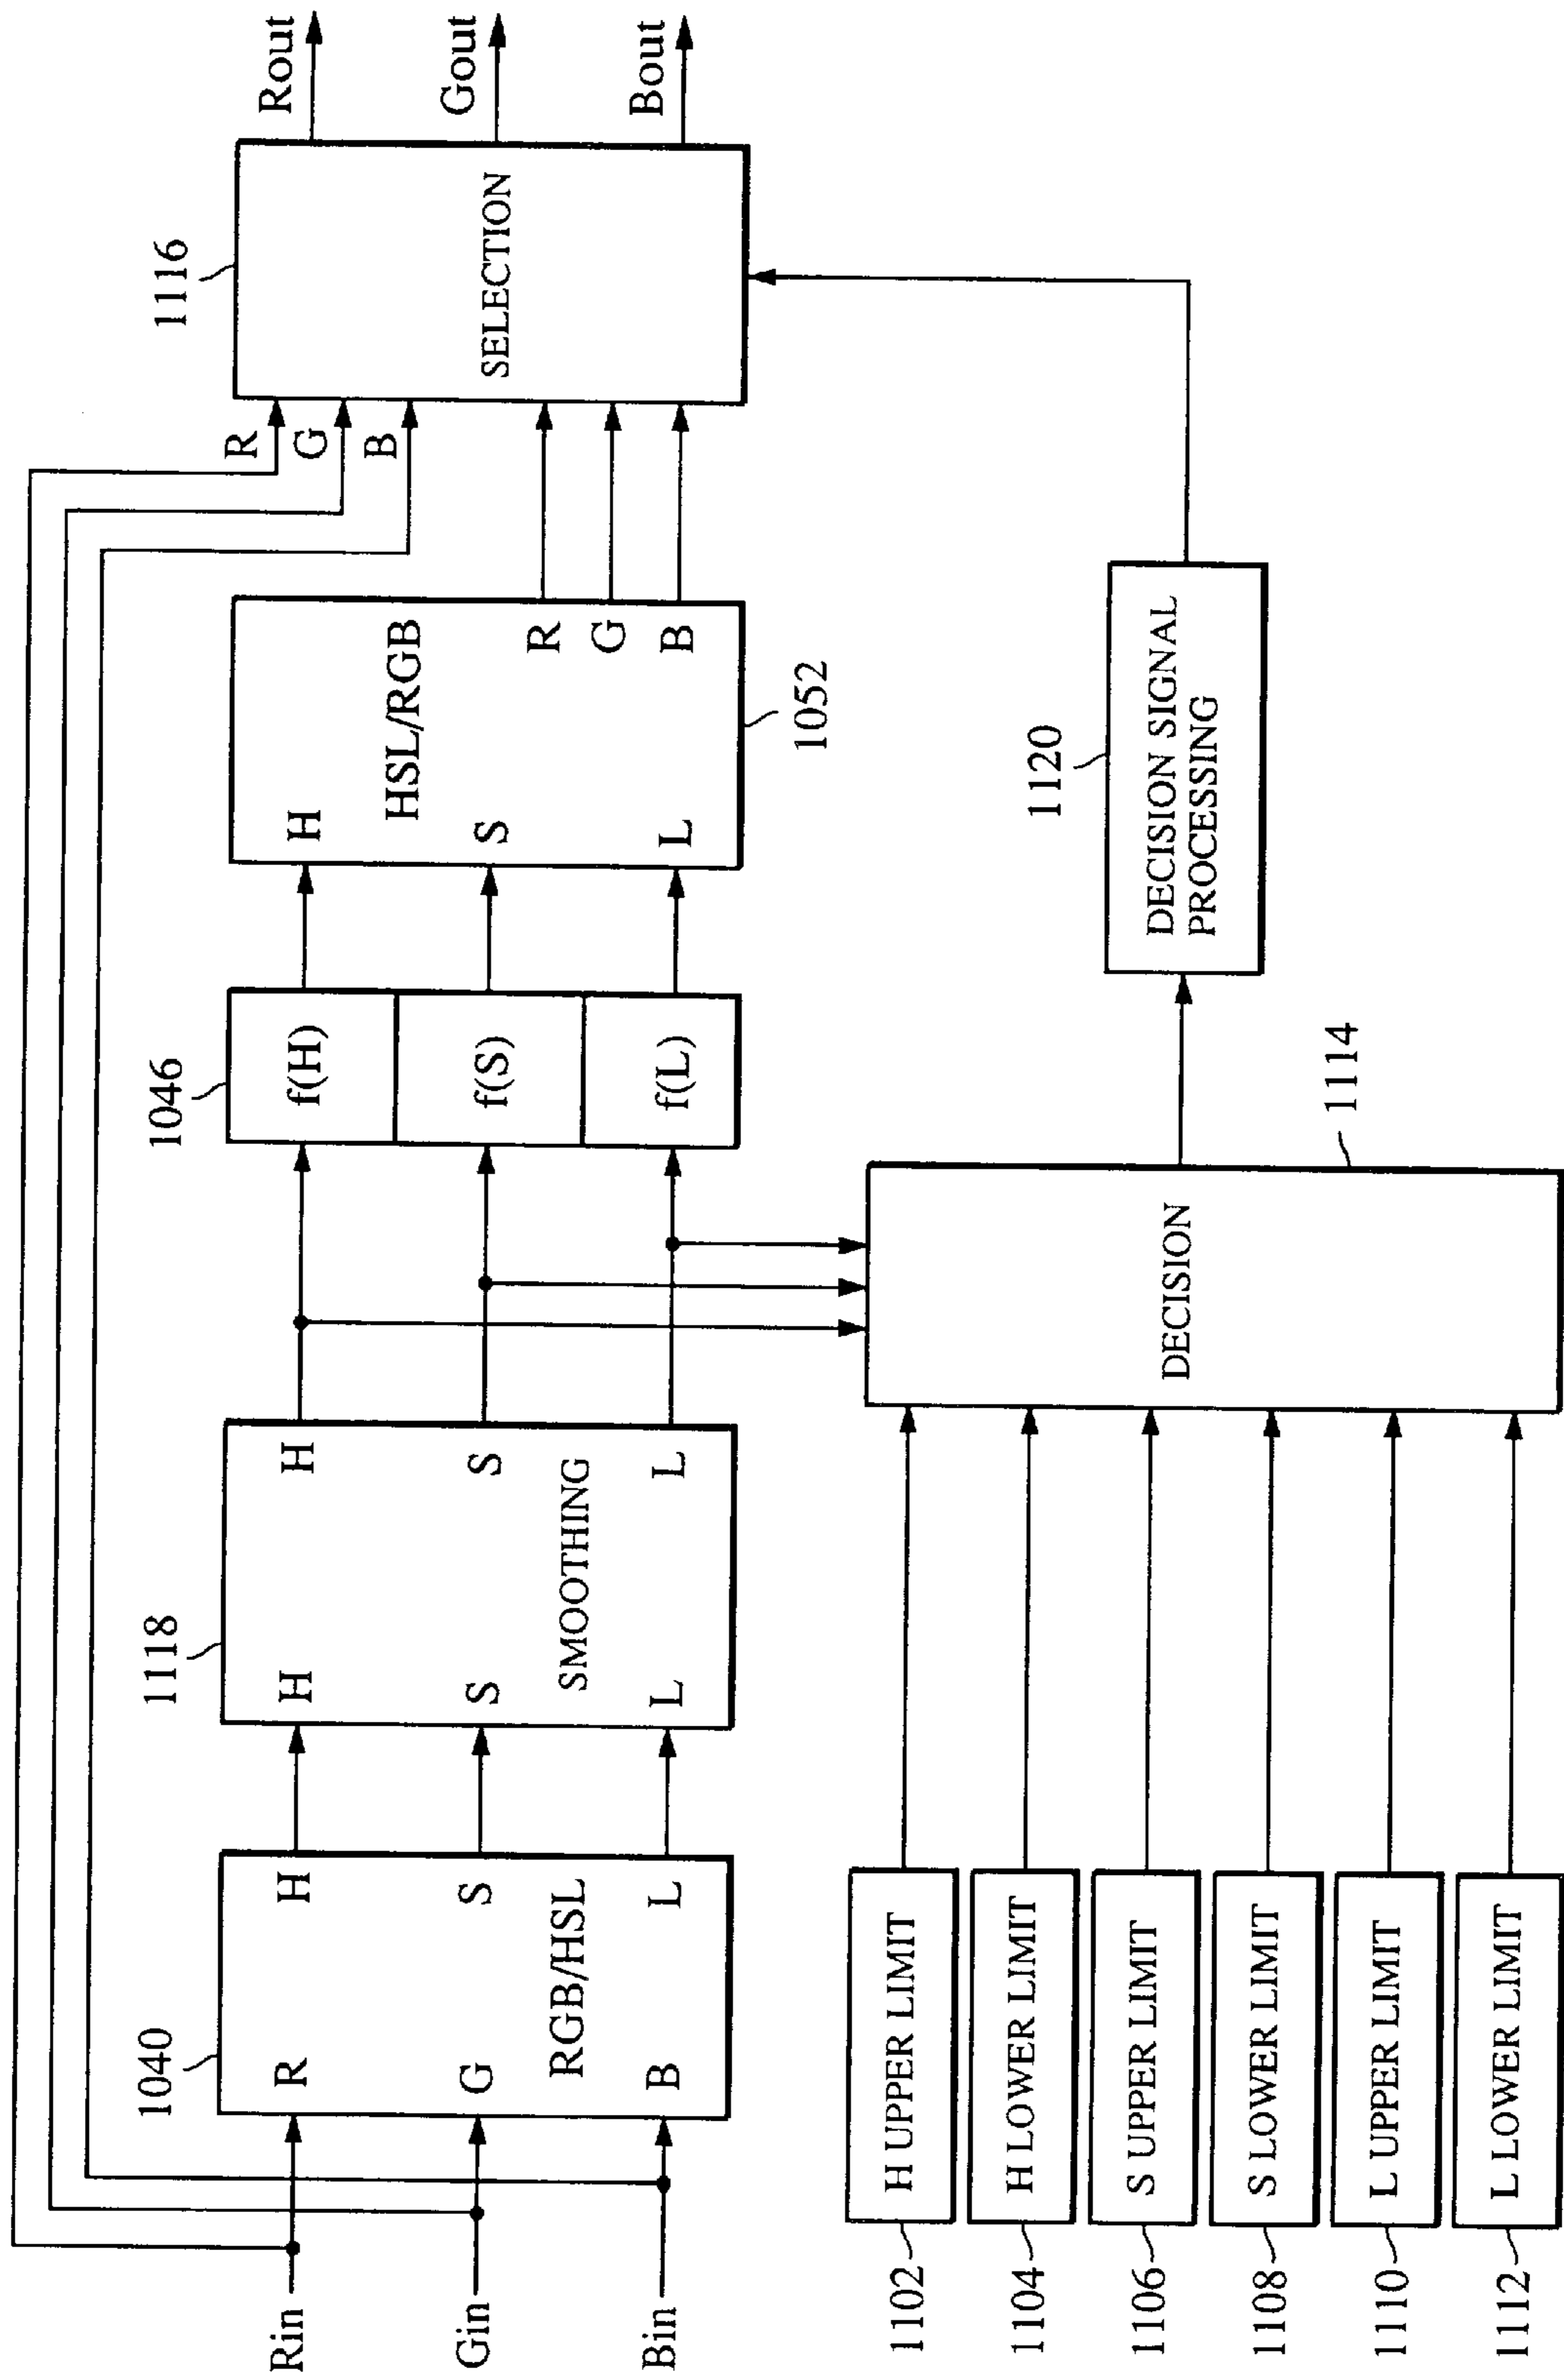 Rin
Gin
Bin
1040
R
G
B
RGB/HSL
H
S
L
1118
H
S
L
SMOOTHING
H
S
L
1046
f(H)
f(S)
f(L)
H
S
L
HSL/RGB
R
G
B
1052
R
G
B
1116
SELECTION
Rout
Gout
Bout
1102
H UPPER LIMIT
1104
H LOWER LIMIT
1106
S UPPER LIMIT
1108
S LOWER LIMIT
1110
L UPPER LIMIT
1112
L LOWER LIMIT
DECISION
1114
1120
DECISION SIGNAL
PROCESSING